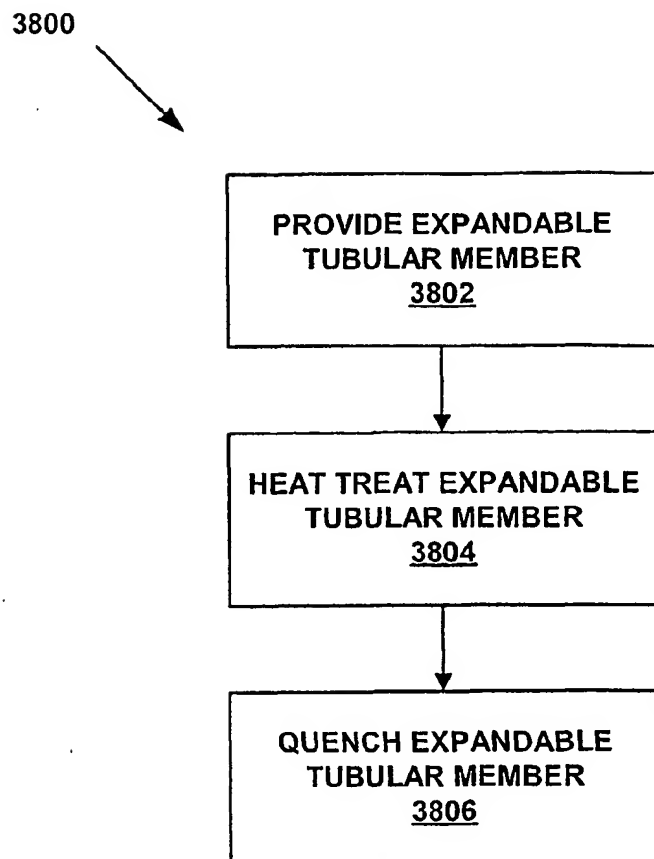 3800
PROVIDE EXPANDABLE
TUBULAR MEMBER
3802
HEAT TREAT EXPANDABLE
TUBULAR MEMBER
3804
QUENCH EXPANDABLE
TUBULAR MEMBER
3806